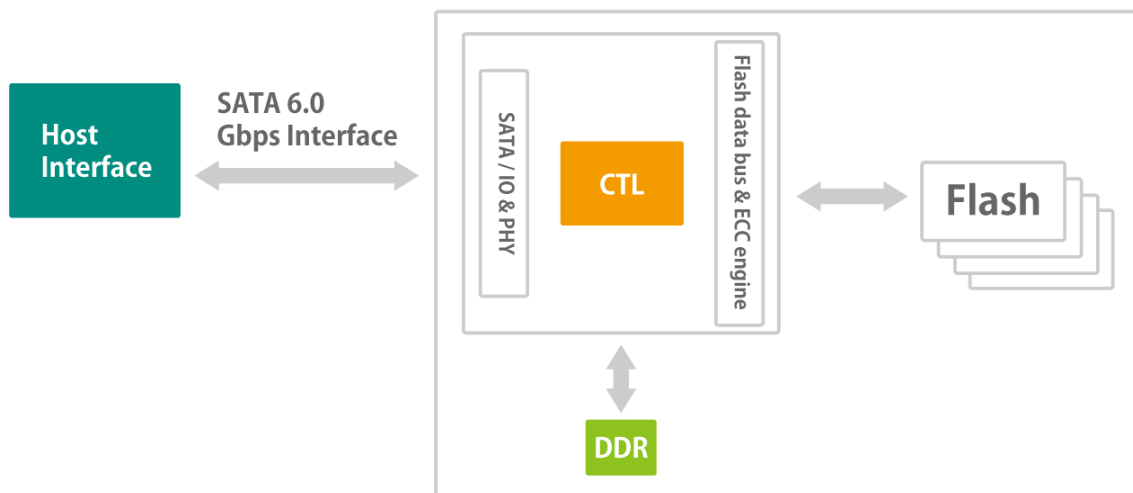 Host
Interface
SATA 6.0
Gbps Interface
SATA / IO & PHY
CTL
Flash data bus & ECC engine
Flash
DDR